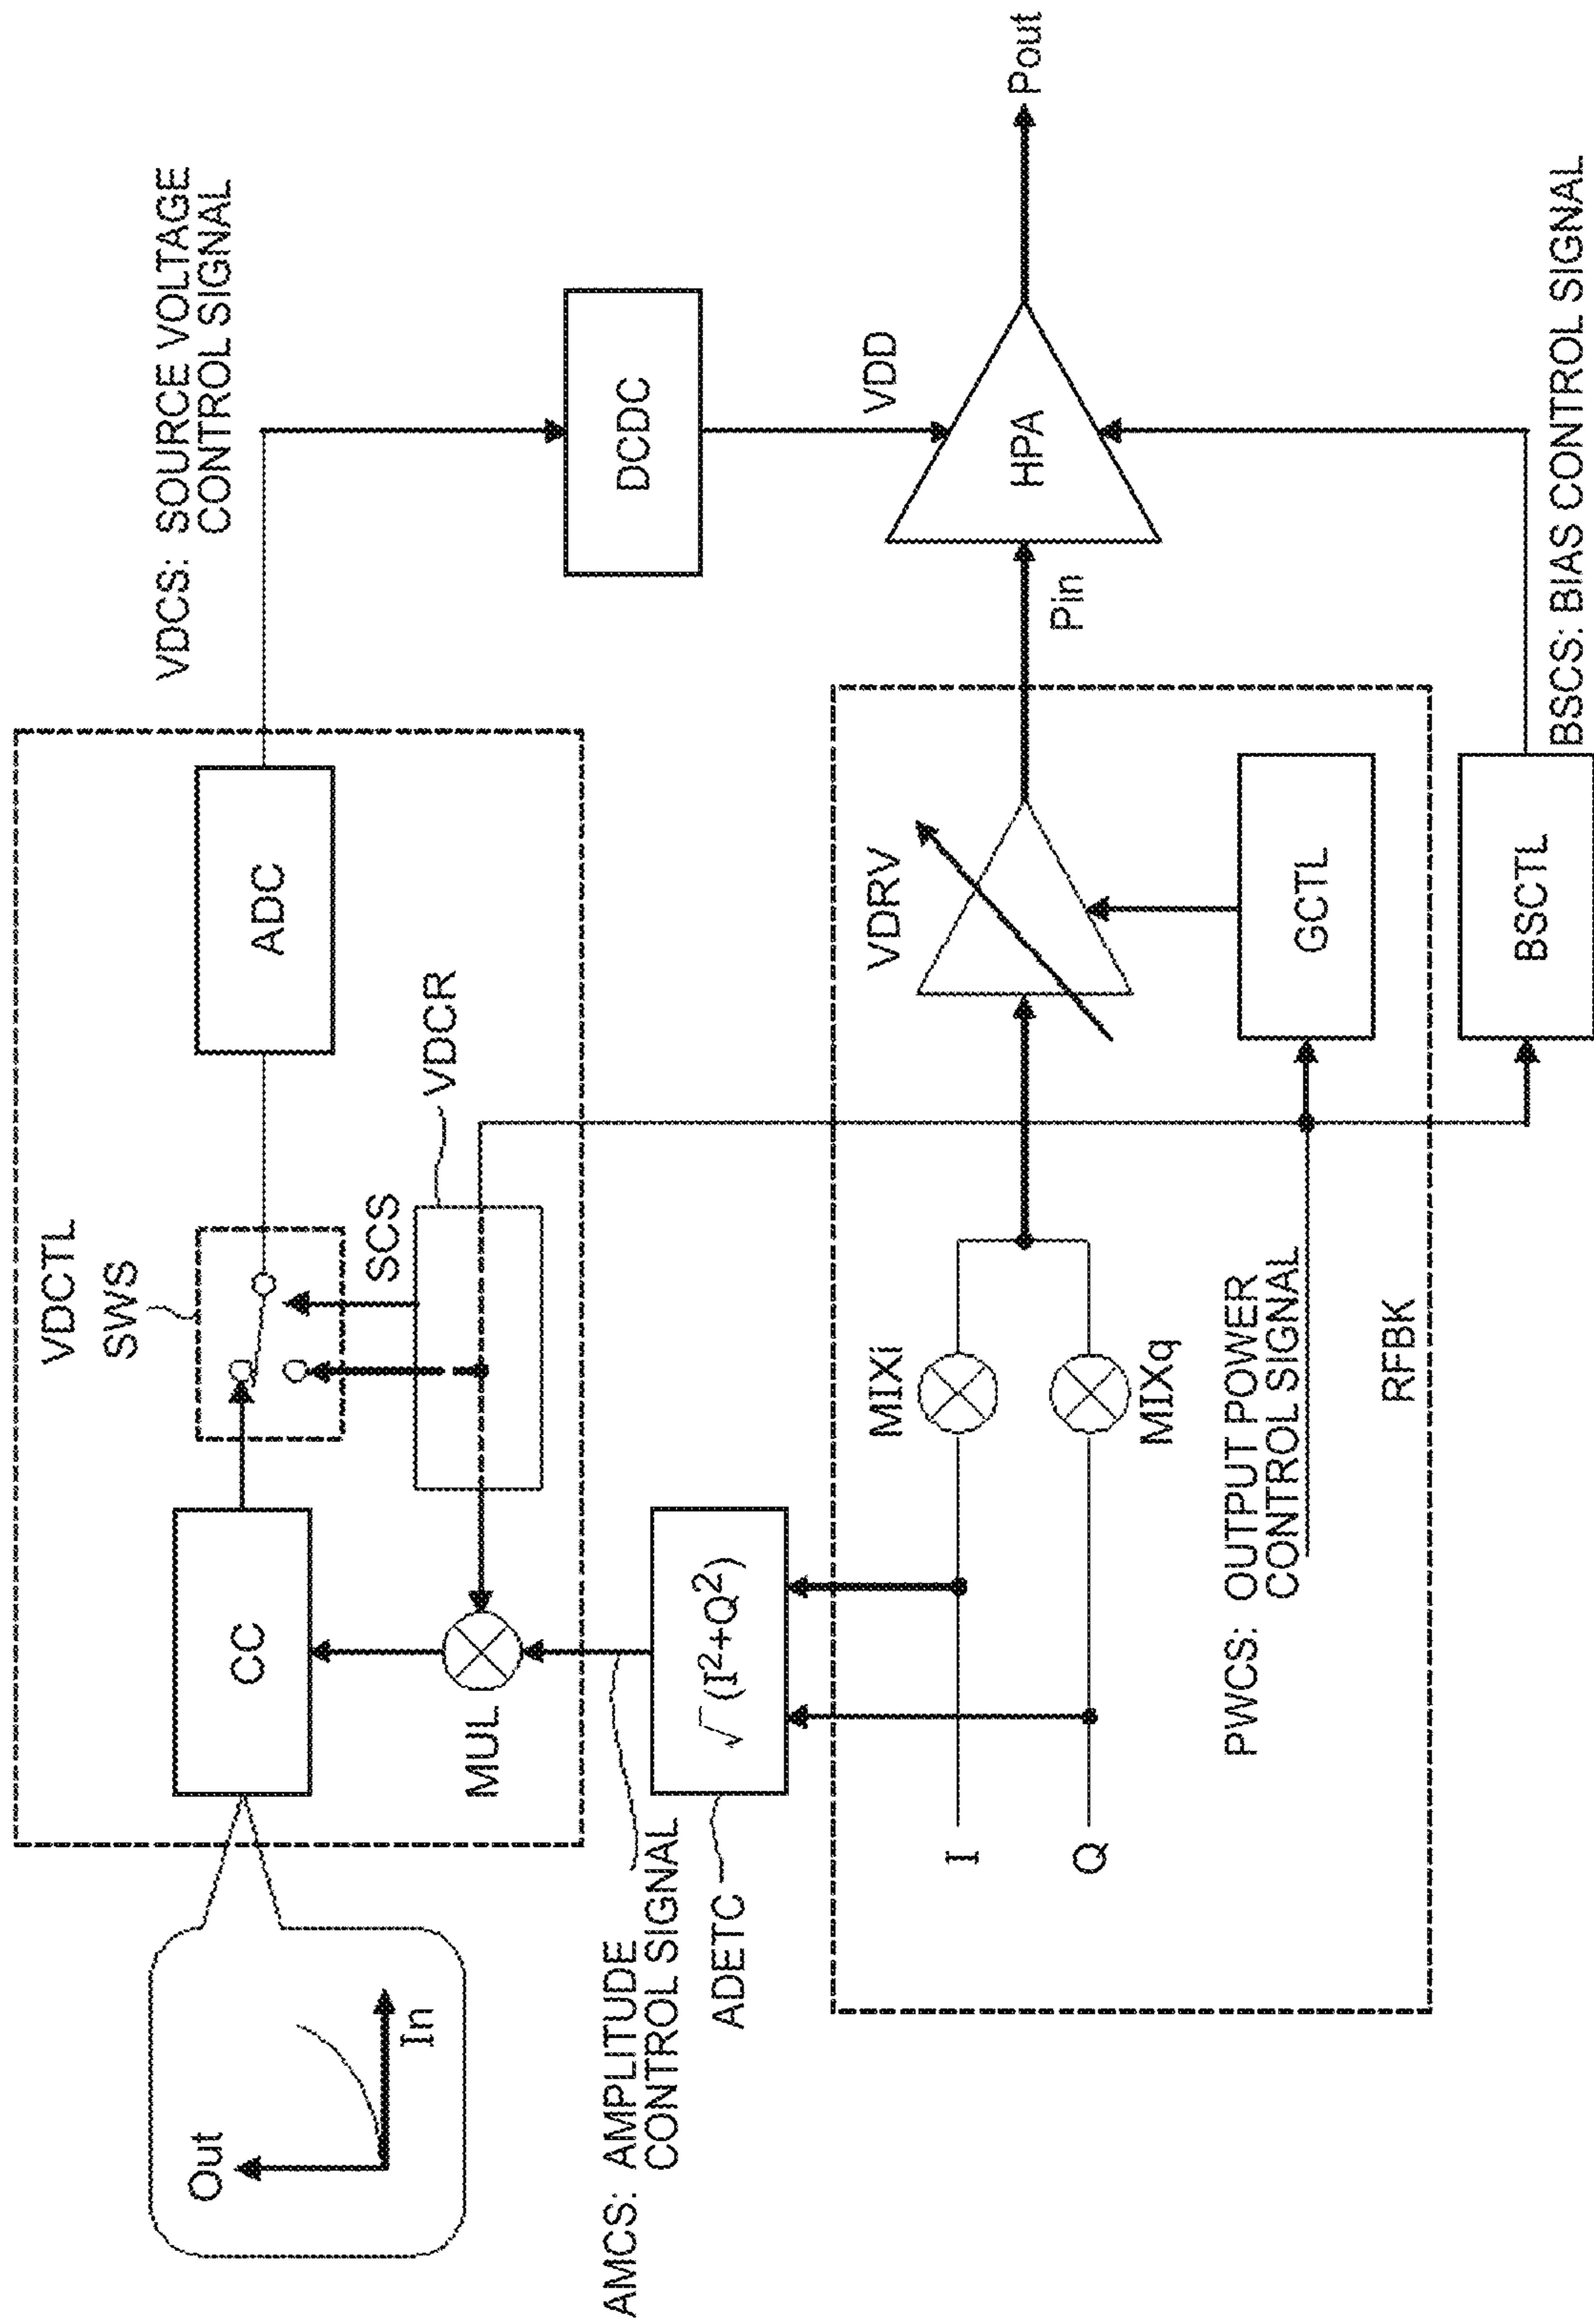 VDCS: SOURCE VOLTAGE
CONTROL SIGNAL
VDCTL
SWS
ADC
CC
SCS
VDCR
MUL
Out
In
DCDC
VDD
AMCS: AMPLITUDE
CONTROL SIGNAL
ADETC
√(I²+Q²)
I
Q
MIXi
MIXq
VDRV
Pin
HPA
Pout
PWCS: OUTPUT POWER
CONTROL SIGNAL
GCTL
RFBK
BSCTL
BSCS: BIAS CONTROL SIGNAL